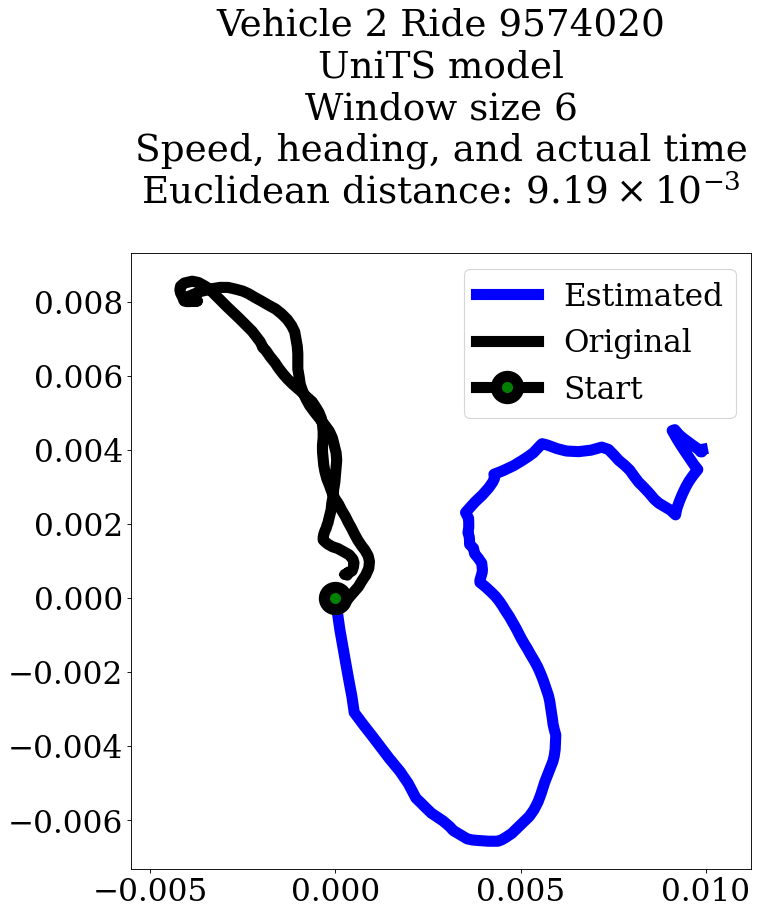 Vehicle 2 Ride 9574020
UniTS model
Window size 6
Speed, heading, and actual time
Euclidean distance: 9.19 × 10⁻³
Estimated
Original
Start
0.008
0.006
0.004
0.002
0.000
−0.002
−0.004
−0.006
−0.005 0.000 0.005 0.010